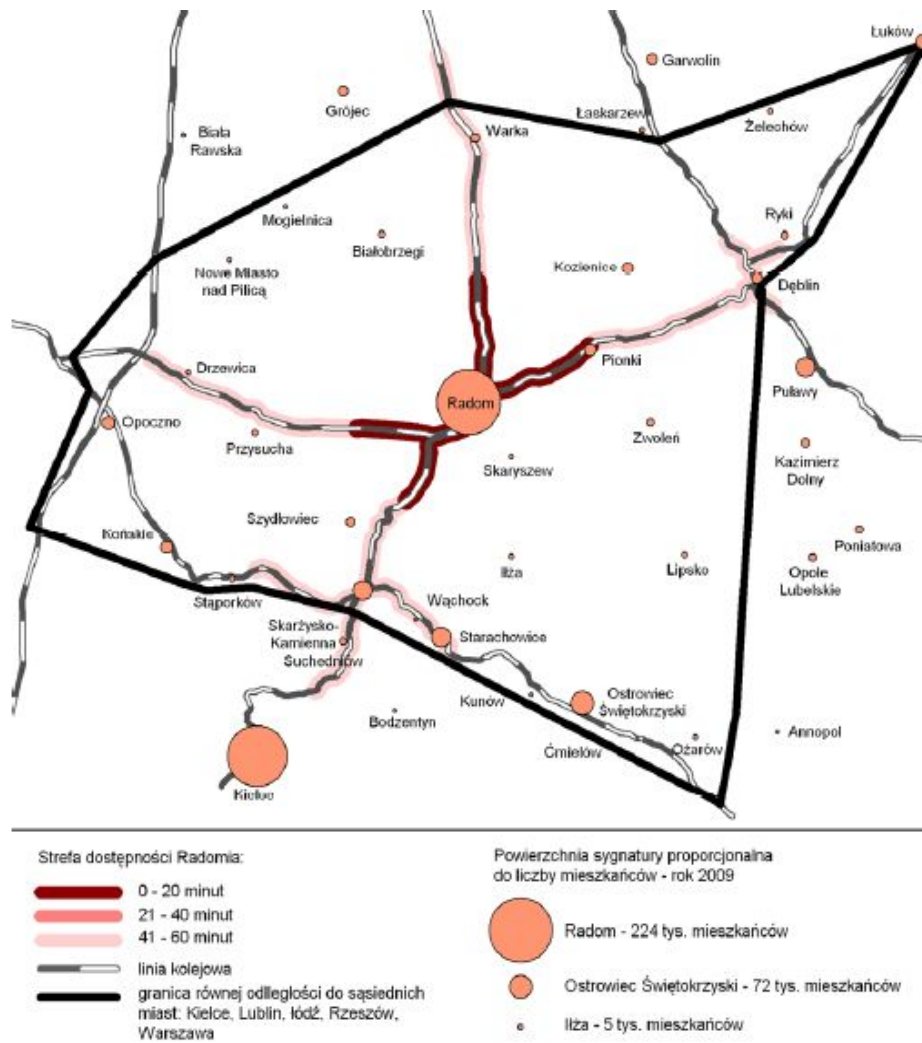 Łuków
Garwolin
Grójec
Łaskarzew
Żelechów
Biała
Rawska
Warka
Mogielnica
Ryki
Białobrzegi
Nowe Miasto
nad Pilicą
Kozienice
Dęblin
Drzewica
Pionki
Puławy
Radom
Opoczno
Przysucha
Zwoleń
Skaryszew
Kazimierz
Dolny
Szydłowiec
Końskie
Poniatowa
Iłża
Lipsko
Opole
Lubelskie
Stąporków
Wąchock
Skarżysko-
Kamienna
Starachowice
Suchedniów
Ostrowiec
Świętokrzyski
Kunów
Bodzentyn
Annopol
Ćmielów
Ożarów
Kielce
Strefa dostępności Radomia:
0 - 20 minut
21 - 40 minut
41 - 60 minut
linia kolejowa
granica równej odlległości do sąsiednich
miast: Kielce, Lublin, łódź, Rzeszów,
Warszawa
Powierzchnia sygnatury proporcjonalna
do liczby mieszkańców - rok 2009
Radom - 224 tys. mieszkańców
Ostrowiec Świętokrzyski - 72 tys. mieszkańców
Iłża - 5 tys. mieszkańców